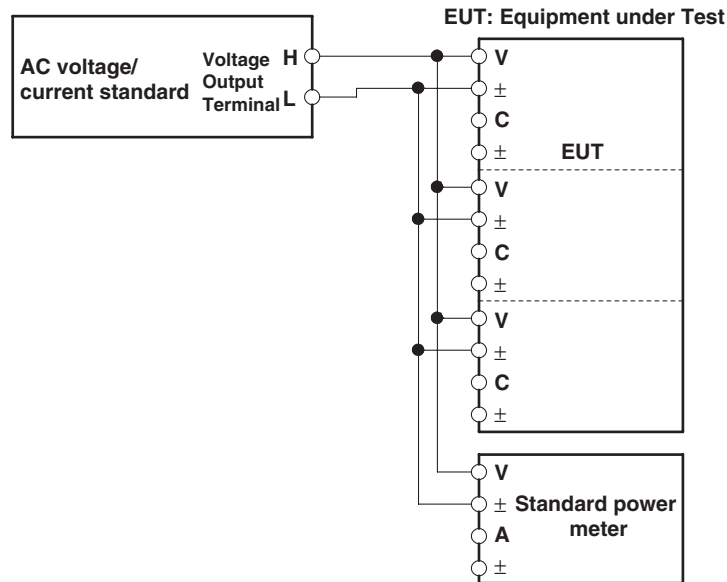 EUT: Equipment under Test
AC voltage/
current standard
Voltage H
Output
Terminal L
V
±
C
±
EUT
V
±
C
±
V
±
C
±
V
± Standard power
meter
A
±